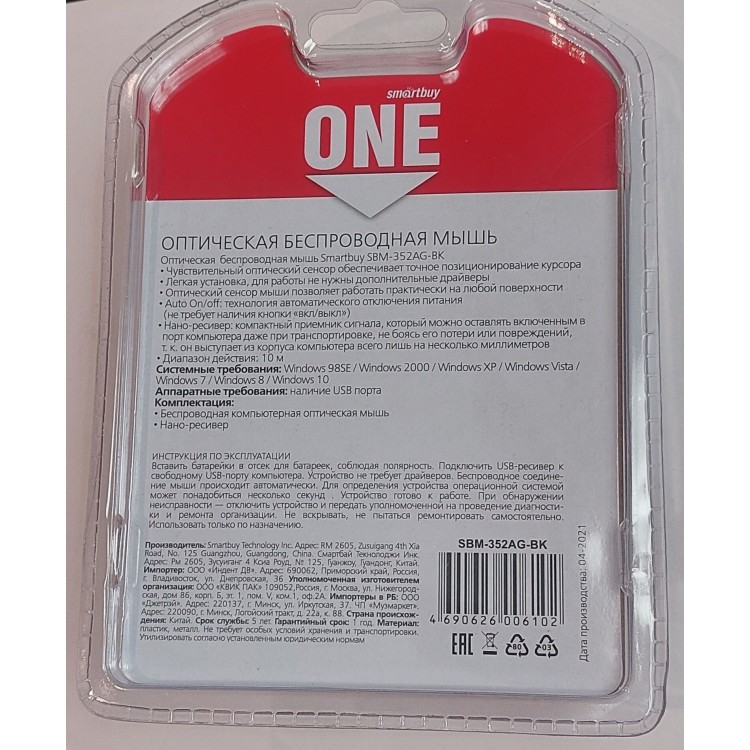 smartbuy
ONE
ОПТИЧЕСКАЯ БЕСПРОВОДНАЯ МЫШЬ
Оптическая беспроводная мышь Smartbuy SBM-352AG-BK
• Чувствительный оптический сенсор обеспечивает точное позиционирование курсора
• Легкая установка, для работы не нужны дополнительные драйверы
• Оптический сенсор мыши позволяет работать практически на любой поверхности
• Auto On/off: технология автоматического отключения питания
(не требует наличия кнопки «вкл/выкл»)
• Нано-ресивер: компактный приемник сигнала, который можно оставлять включенным в
порт компьютера даже при транспортировке, не боясь его потери или повреждений,
т. к. он выступает из корпуса компьютера всего лишь на несколько миллиметров
• Диапазон действия: 10 м
Системные требования: Windows 98SE / Windows 2000 / Windows XP / Windows Vista /
Windows 7 / Windows 8 / Windows 10
Аппаратные требования: наличие USB порта
Комплектация:
• Беспроводная компьютерная оптическая мышь
• Нано-ресивер
ИНСТРУКЦИЯ ПО ЭКСПЛУАТАЦИИ
Вставить батарейки в отсек для батареек, соблюдая полярность. Подключить USB-ресивер к
свободному USB-порту компьютера. Устройство не требует драйверов. Беспроводное соедине-
ние мыши происходит автоматически. Для определения устройства операционной системой
может понадобиться несколько секунд . Устройство готово к работе. При обнаружении
неисправности — отключить устройство и передать уполномоченной на проведение диагности-
ки и ремонта организации. Не вскрывать, не пытаться ремонтировать самостоятельно.
Использовать только по назначению.
Производитель: Smartbuy Technology Inc. Адрес: RM 2605, Zusuigang 4th Xia
Road, No. 125 Guangzhou, Guangdong, China. Смартбай Текнолоджи Инк.
Адрес: Рм 2605, Зусуиганг 4 Ксиа Роуд, № 125, Гуанжоу, Гуандонг, Китай.
Импортер: ООО «Индент ДВ». Адрес: 690062, Приморский край, Россия,
г. Владивосток, ул. Днепровская, 36 Уполномоченная изготовителем
организация: ООО «КВИК ПАК» 109052,Россия, г. Москва, ул. Нижегород-
ская, дом 86, корп. Б, эт. 1, пом. V, ком.1, оф.2А. Импортеры в РБ: ООО
«Джетрэй». Адрес: 220137, г. Минск, ул. Иркутская, 37. ЧП «Музмаркет».
Адрес: 220090, г. Минск, Логойский тракт, д. 22а, к. 88. Страна происхож-
дения: Китай. Срок службы: 5 лет. Гарантийный срок: 1 год. Материал:
пластик, металл. Не требует особых условий хранения и транспортировки.
Утилизировать согласно установленным юридическим нормам
SBM-352AG-BK
4 690626 006102
EAC
80
03
Дата производства: 04-2021